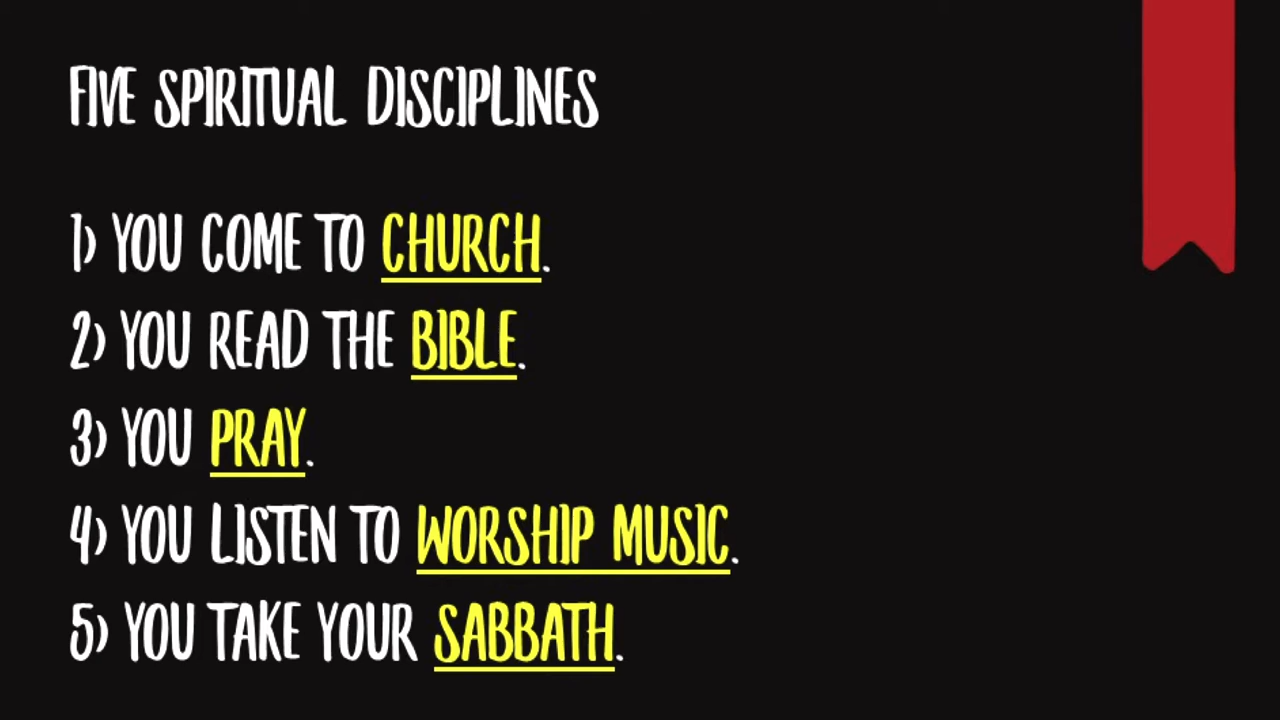 FIVE SPIRITUAL DISCIPLINES
1) YOU COME TO CHURCH.
2) YOU READ THE BIBLE.
3) YOU PRAY.
4) YOU LISTEN TO WORSHIP MUSIC.
5) YOU TAKE YOUR SABBATH.